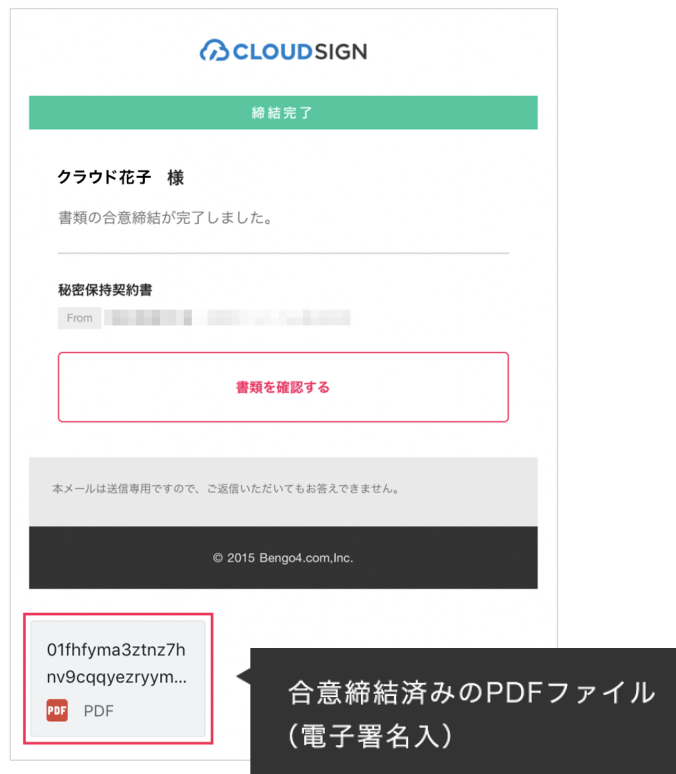 CLOUDSIGN
締結完了
クラウド花子 様
書類の合意締結が完了しました。
秘密保持契約書
From
書類を確認する
本メールは送信専用ですので、ご返信いただいてもお答えできません。
© 2015 Bengo4.com,Inc.
01fhfyma3ztnz7h
nv9cqqyezryym...
PDF PDF
合意締結済みのPDFファイル
(電子署名入)